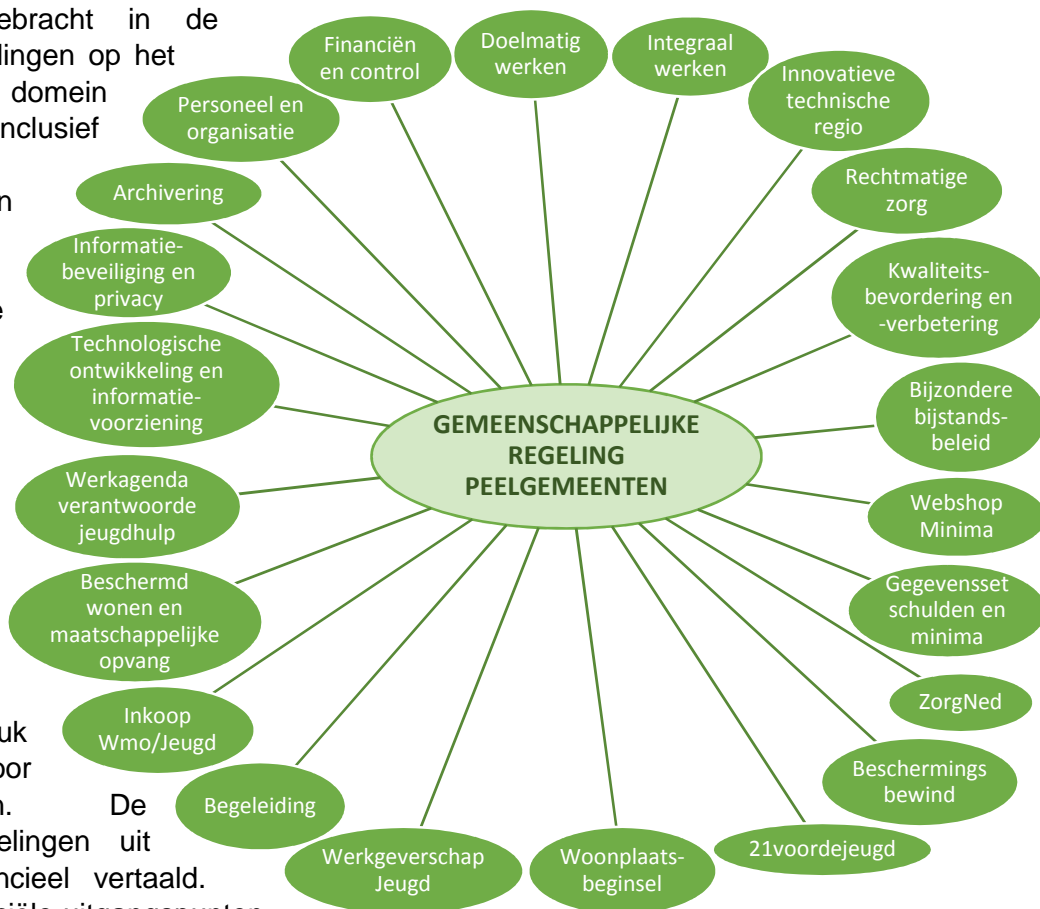 ebracht in de
lingen op het
domein
nclusief
n
e
uk
oor
n. De
elingen uit
ncieel vertaald.
iële uitgangspunten
GEMEENSCHAPPELIJKE
REGELING
PEELGEMEENTEN
Doelmatig
werken
Integraal
werken
Innovatieve
technische
regio
Rechtmatige
zorg
Kwaliteits-
bevordering en
-verbetering
Bijzondere
bijstands-
beleid
Webshop
Minima
Gegevensset
schulden en
minima
ZorgNed
Beschermings
bewind
21voordejeugd
Woonplaats-
beginsel
Werkgeverschap
Jeugd
Begeleiding
Inkoop
Wmo/Jeugd
Beschermd
wonen en
maatschappelijke
opvang
Werkagenda
verantwoorde
jeugdhulp
Technologische
ontwikkeling en
informatie-
voorziening
Informatie-
beveiliging en
privacy
Archivering
Personeel en
organisatie
Financiën
en control